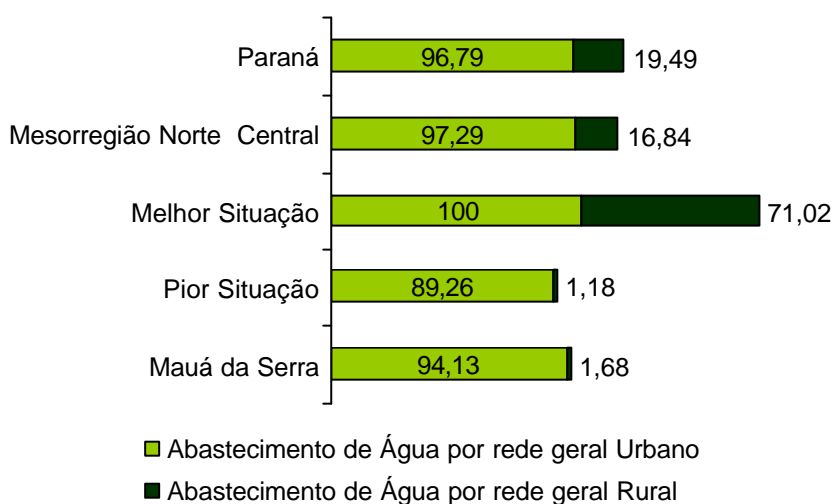 Paraná 96,79 19,49
Mesorregião Norte Central 97,29 16,84
Melhor Situação 100 71,02
Pior Situação 89,26 1,18
Mauá da Serra 94,13 1,68
Abastecimento de Água por rede geral Urbano
Abastecimento de Água por rede geral Rural